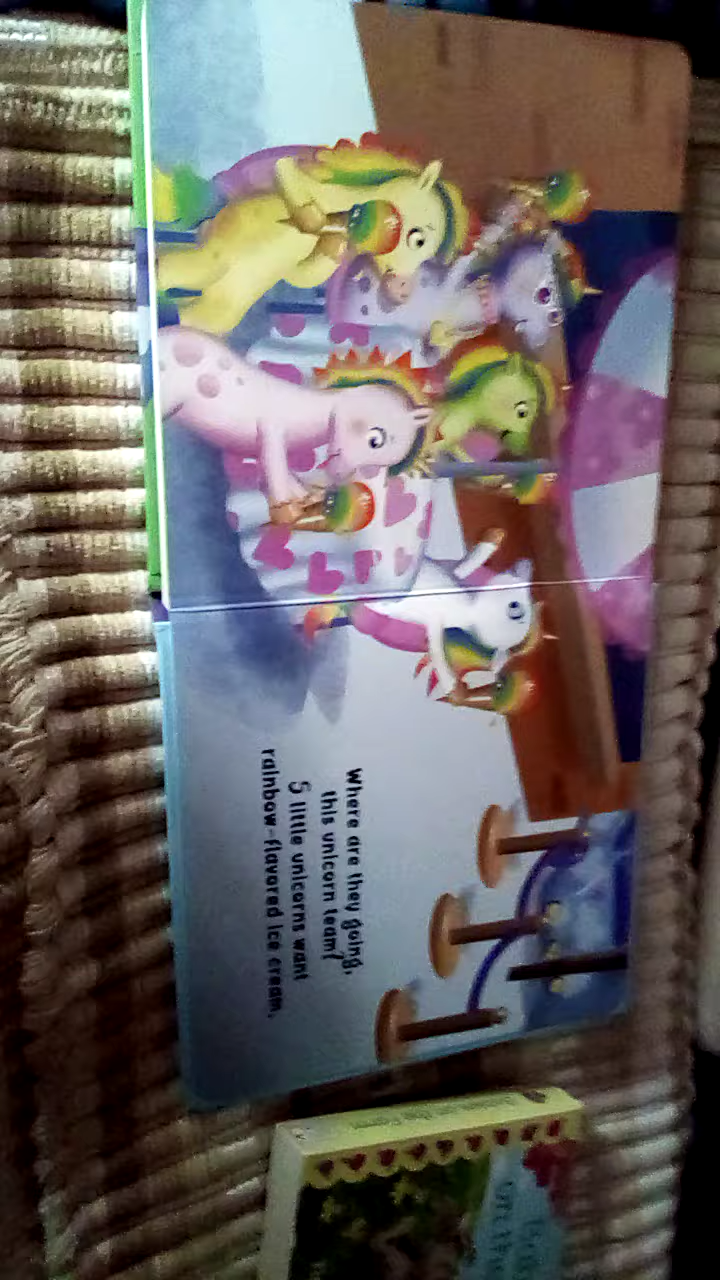 Where are they going,
this unicorn team?
5 little unicorns want
rainbow-flavored ice cream.